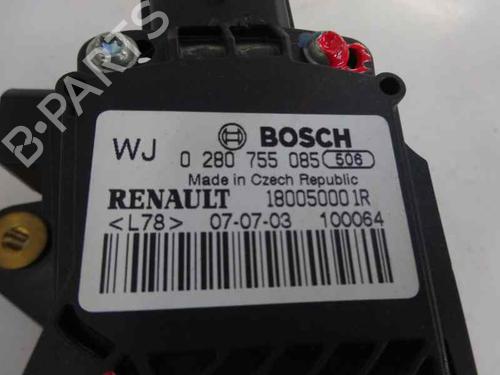 B-PARTS
WJ BOSCH
0 280 755 085 506
Made in Czech Republic
RENAULT 180050001R
<L78> 07-07-03 100064